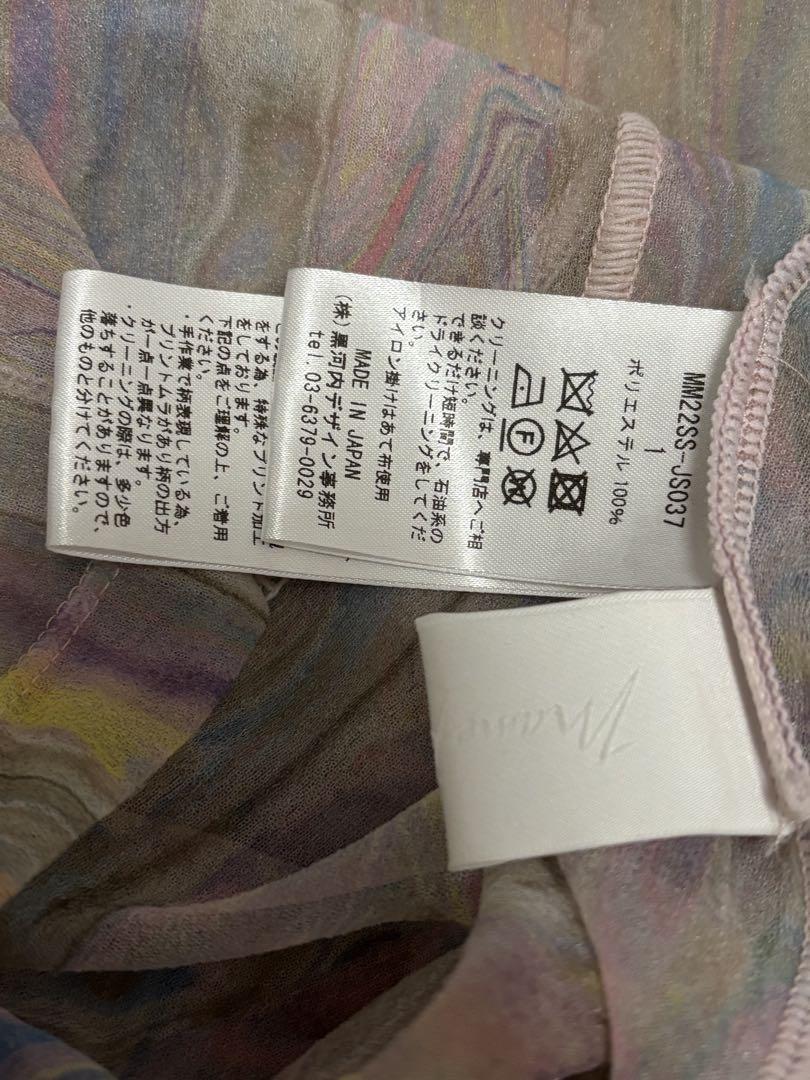 MM22SS-JS037
1
ポリエステル 100%
クリーニングは、専門店へご相
談ください。
できるだけ短時間で、石油系の
ドライクリーニングをしてくだ
さい。
アイロン掛けはあて布使用
MADE IN JAPAN
(株)黒河内デザイン事務所
tel. 03-6379-0029
をする為、特殊なプリント加工
をしております。
下記の点をご理解の上、ご着用
ください。
・手作業で柄表現している為、
プリントムラがあり柄の出方
が一点一点異なります。
・クリーニングの際は、多少色
落ちすることがありますので、
他のものと分けてください。